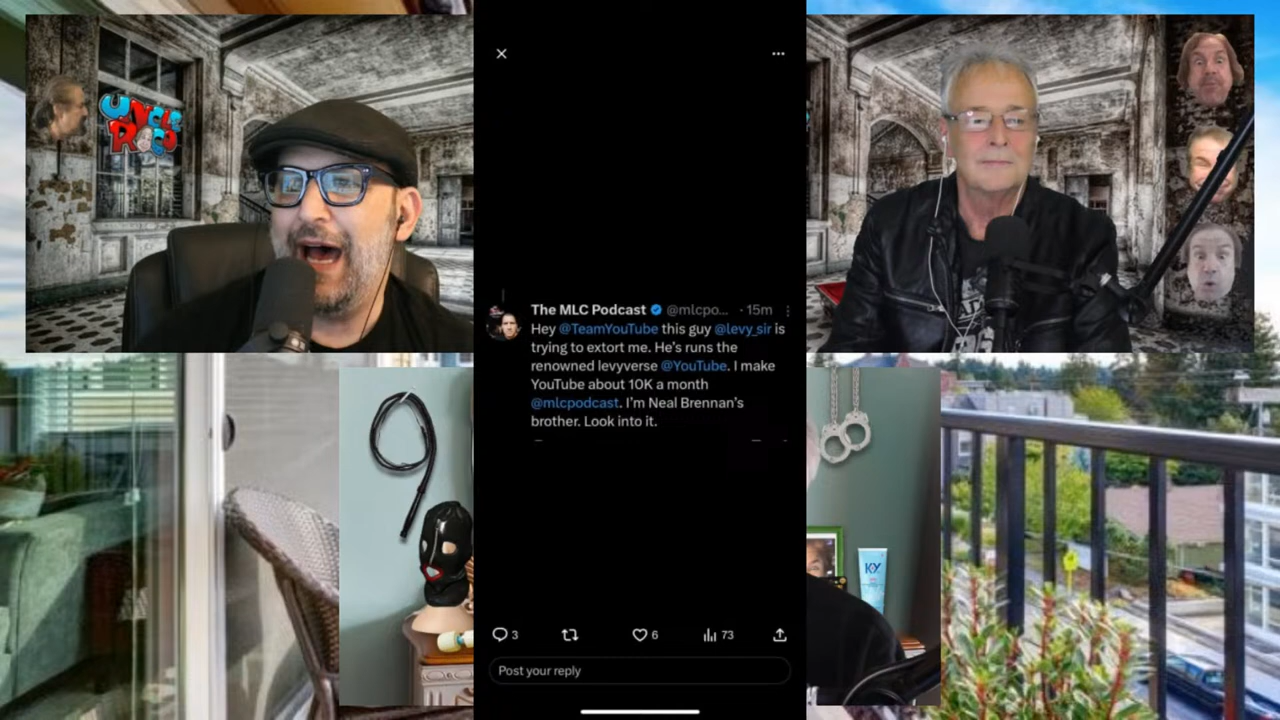 UNCLE
ROCO
The MLC Podcast @mlcpo... · 15m
Hey @TeamYouTube this guy @levy_sir is
trying to extort me. He's runs the
renowned levyverse @YouTube. I make
YouTube about 10K a month
@mlcpodcast. I'm Neal Brennan's
brother. Look into it.
KY
3
6
73
Post your reply